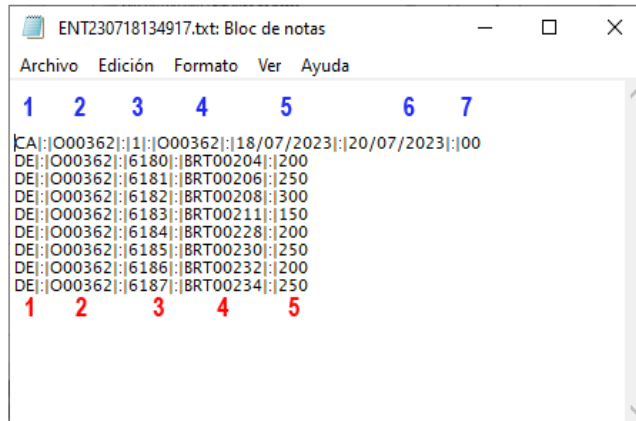 ENT230718134917.txt: Bloc de notas
Archivo Edición Formato Ver Ayuda
1 2 3 4 5 6 7
CA|:|O00362|:|1|:|O00362|:|18/07/2023|:|20/07/2023|:|00
DE|:|O00362|:|6180|:|BRT00204|:|200
DE|:|O00362|:|6181|:|BRT00206|:|250
DE|:|O00362|:|6182|:|BRT00208|:|300
DE|:|O00362|:|6183|:|BRT00211|:|150
DE|:|O00362|:|6184|:|BRT00228|:|200
DE|:|O00362|:|6185|:|BRT00230|:|250
DE|:|O00362|:|6186|:|BRT00232|:|200
DE|:|O00362|:|6187|:|BRT00234|:|250
1 2 3 4 5